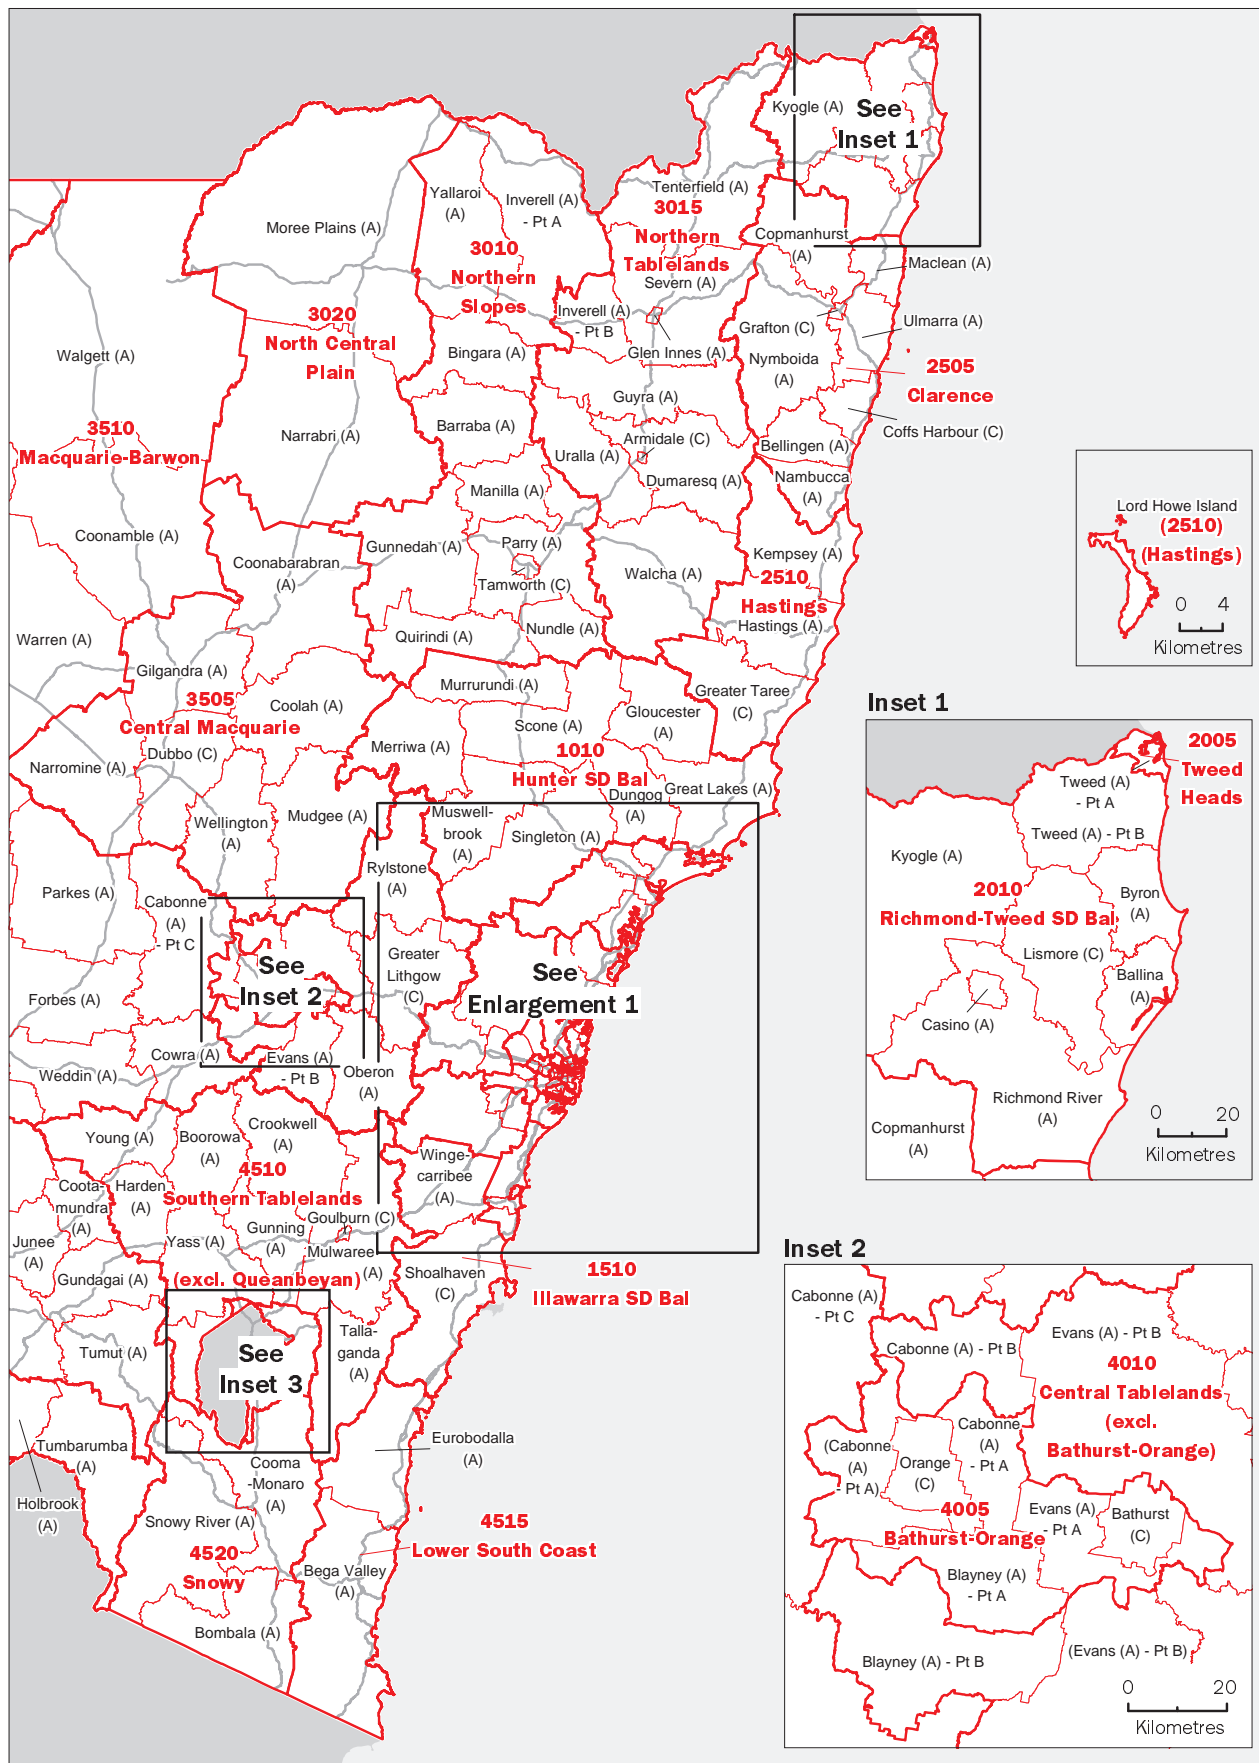 Kyogle (A)
See
Inset 1
Tenterfield (A)
3015
Northern
Tablelands
Severn (A)
Yallaroi
(A)
Inverell (A)
- Pt A
Moree Plains (A)
3010
Northern
Slopes
Copmanhurst
(A)
Maclean (A)
Inverell (A)
- Pt B
Grafton (C)
Ulmarra (A)
3020
North Central
Plain
Walgett (A)
Bingara (A)
Glen Innes (A)
Nymboida
(A)
2505
Clarence
Guyra (A)
3510
Macquarie-Barwon
Narrabri (A)
Barraba (A)
Armidale (C)
Uralla (A)
Coffs Harbour (C)
Bellingen (A)
Dumaresq (A)
Nambucca
(A)
Manilla (A)
Lord Howe Island
(2510)
(Hastings)
0 4
Kilometres
Coonamble (A)
Gunnedah (A)
Parry (A)
Kempsey (A)
Coonabarabran
(A)
Tamworth (C)
Walcha (A)
2510
Hastings
Hastings (A)
Warren (A)
Quirindi (A)
Nundle (A)
Gilgandra (A)
Murrurundi (A)
Greater Taree
(C)
3505
Central Macquarie
Coolah (A)
Scone (A)
Gloucester
(A)
Merriwa (A)
1010
Hunter SD Bal
Dubbo (C)
Narromine (A)
Dungog
(A)
Great Lakes (A)
Wellington
(A)
Mudgee (A)
Muswell-
brook
(A)
Singleton (A)
Rylstone
(A)
Parkes (A)
Cabonne
(A)
- Pt C
See
Inset 2
Greater
Lithgow
(C)
See
Enlargement 1
Forbes (A)
Cowra (A)
Evans (A)
- Pt B
Oberon
(A)
Weddin (A)
Young (A)
Boorowa
(A)
Crookwell
(A)
Winge-
carribee
(A)
4510
Southern Tablelands
Coota-
mundra
(A)
Harden
(A)
Goulburn (C)
Gunning
(A)
Yass (A)
Mulwaree
(A)
Junee
(A)
Gundagai (A)
(excl. Queanbeyan)
Shoalhaven
(C)
1510
Illawarra SD Bal
Talla-
ganda
(A)
Tumut (A)
See
Inset 3
Tumbarumba
(A)
Eurobodalla
(A)
Cooma
-Monaro
(A)
Holbrook
(A)
Snowy River (A)
4520
Snowy
4515
Lower South Coast
Bega Valley
(A)
Bombala (A)
Inset 1
2005
Tweed
Heads
Tweed (A)
- Pt A
Tweed (A) - Pt B
Kyogle (A)
2010
Richmond-Tweed SD Bal
Byron
(A)
Lismore (C)
Ballina
(A)
Casino (A)
Richmond River
(A)
Copmanhurst
(A)
0 20
Kilometres
Inset 2
Cabonne (A)
- Pt C
Cabonne (A) - Pt B
Evans (A) - Pt B
4010
Central Tablelands
(excl.
Bathurst-Orange)
Cabonne
(A)
- Pt A
(Cabonne
(A)
- Pt A)
Orange
(C)
4005
Bathurst-Orange
Evans (A)
- Pt A
Bathurst
(C)
Blayney (A)
- Pt A
Blayney (A) - Pt B
(Evans (A) - Pt B)
0 20
Kilometres